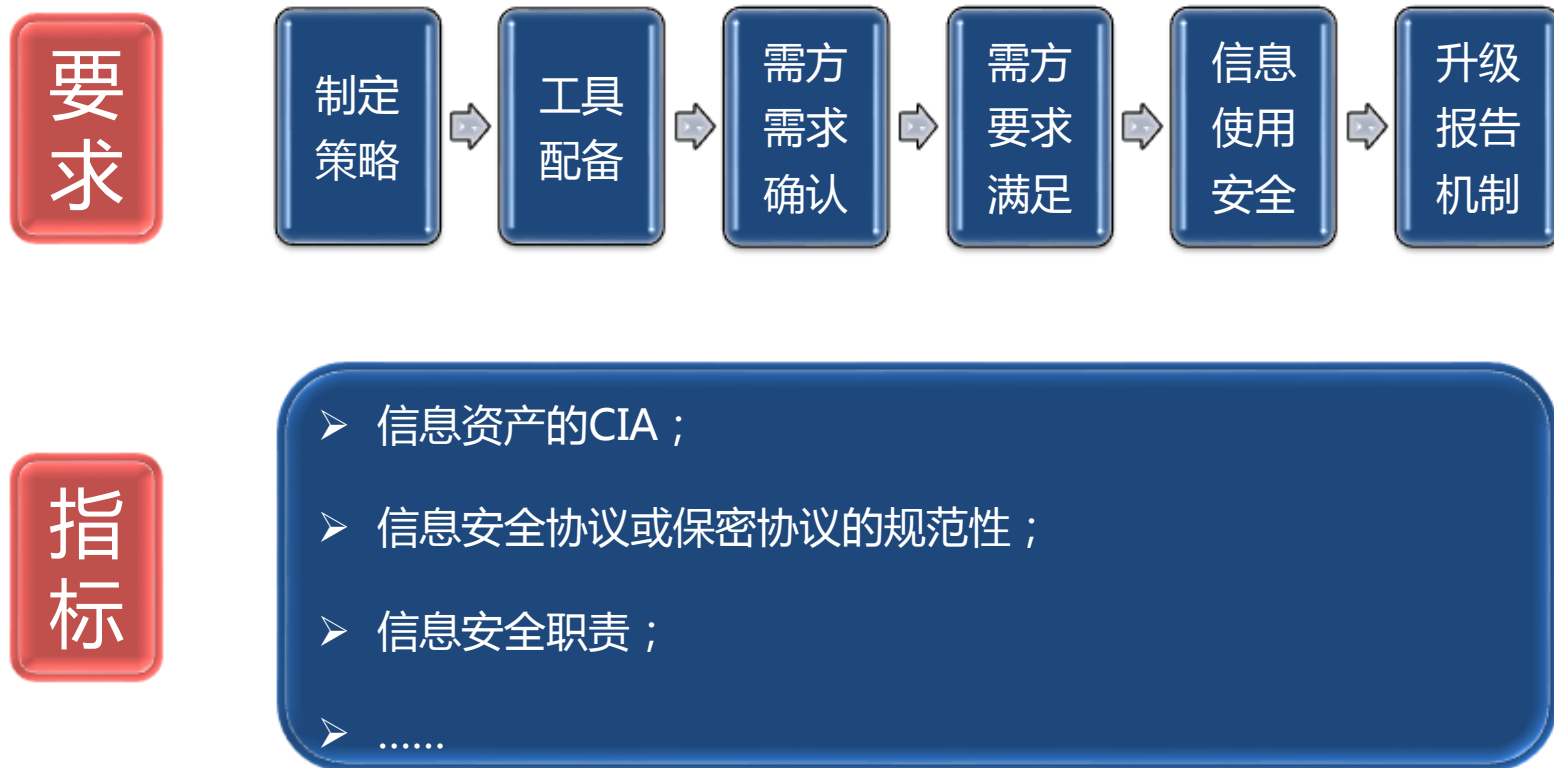 要
求
制定
策略
工具
配备
需方
需求
确认
需方
要求
满足
信息
使用
安全
升级
报告
机制
指
标
➢ 信息资产的CIA；
➢ 信息安全协议或保密协议的规范性；
➢ 信息安全职责；
➢ ……